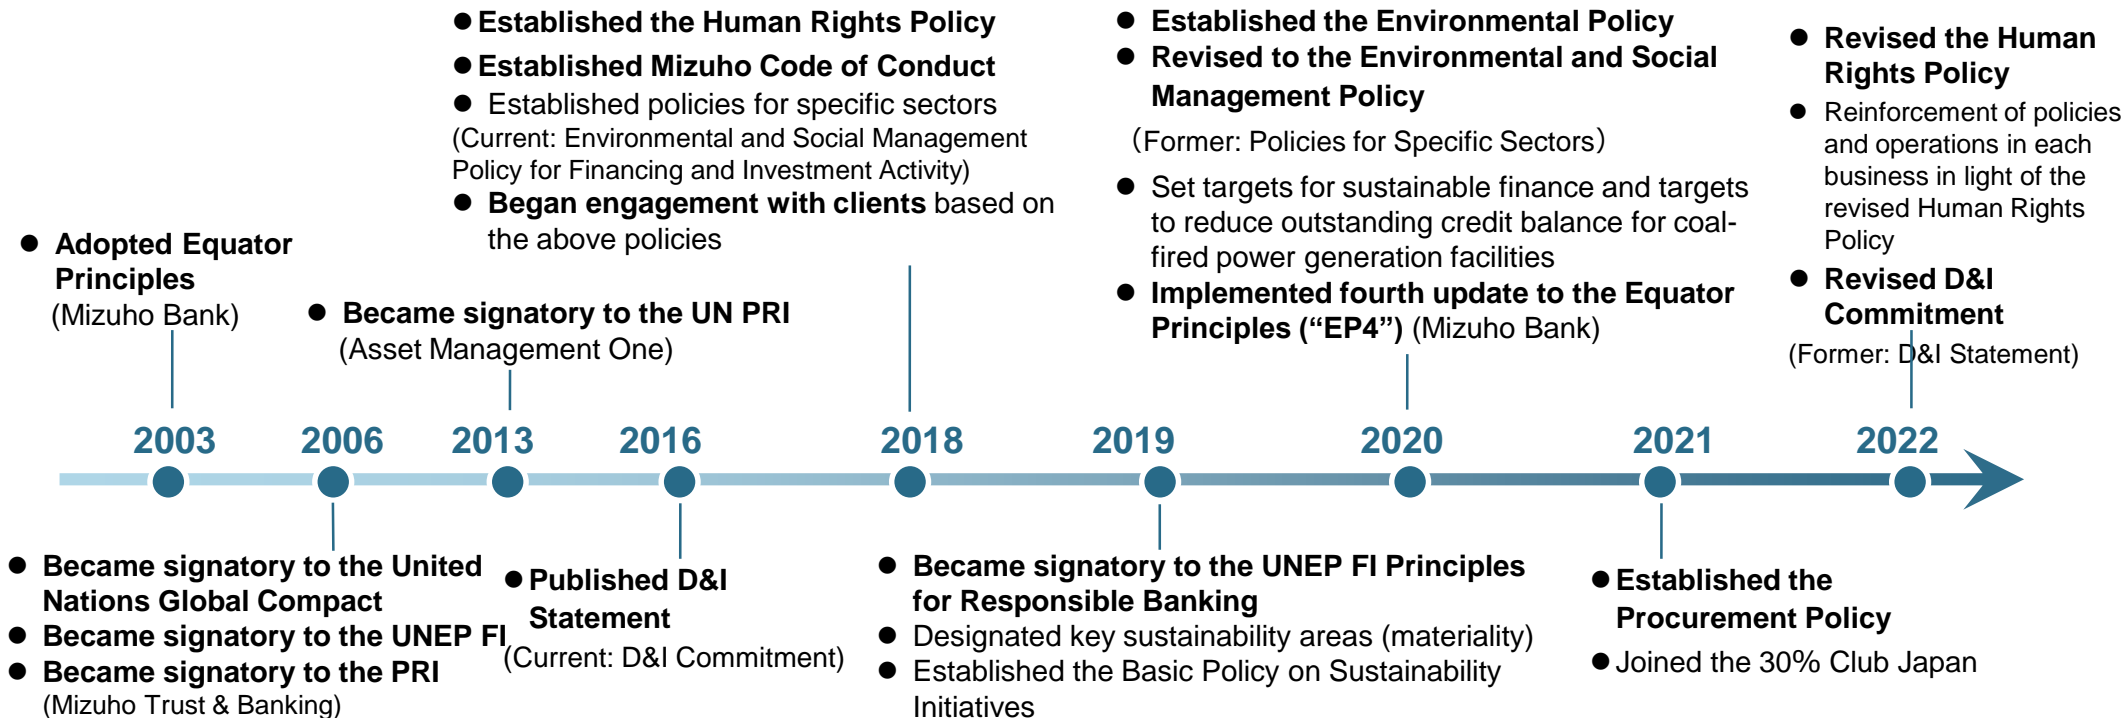 ● Adopted Equator
Principles
(Mizuho Bank)
● Became signatory to the UN PRI
(Asset Management One)
● Established the Human Rights Policy
● Established Mizuho Code of Conduct
● Established policies for specific sectors
(Current: Environmental and Social Management
Policy for Financing and Investment Activity)
● Began engagement with clients based on
the above policies
● Established the Environmental Policy
● Revised to the Environmental and Social
Management Policy
（Former: Policies for Specific Sectors）
● Set targets for sustainable finance and targets
to reduce outstanding credit balance for coal-
fired power generation facilities
● Implemented fourth update to the Equator
Principles (“EP4”) (Mizuho Bank)
● Revised the Human
Rights Policy
● Reinforcement of policies
and operations in each
business in light of the
revised Human Rights
Policy
● Revised D&I
Commitment
(Former: D&I Statement)
2003 2006 2013 2016 2018 2019 2020 2021 2022
● Became signatory to the United
Nations Global Compact
● Became signatory to the UNEP FI
● Became signatory to the PRI
(Mizuho Trust & Banking)
● Published D&I
Statement
(Current: D&I Commitment)
● Became signatory to the UNEP FI Principles
for Responsible Banking
● Designated key sustainability areas (materiality)
● Established the Basic Policy on Sustainability
Initiatives
● Established the
Procurement Policy
● Joined the 30% Club Japan